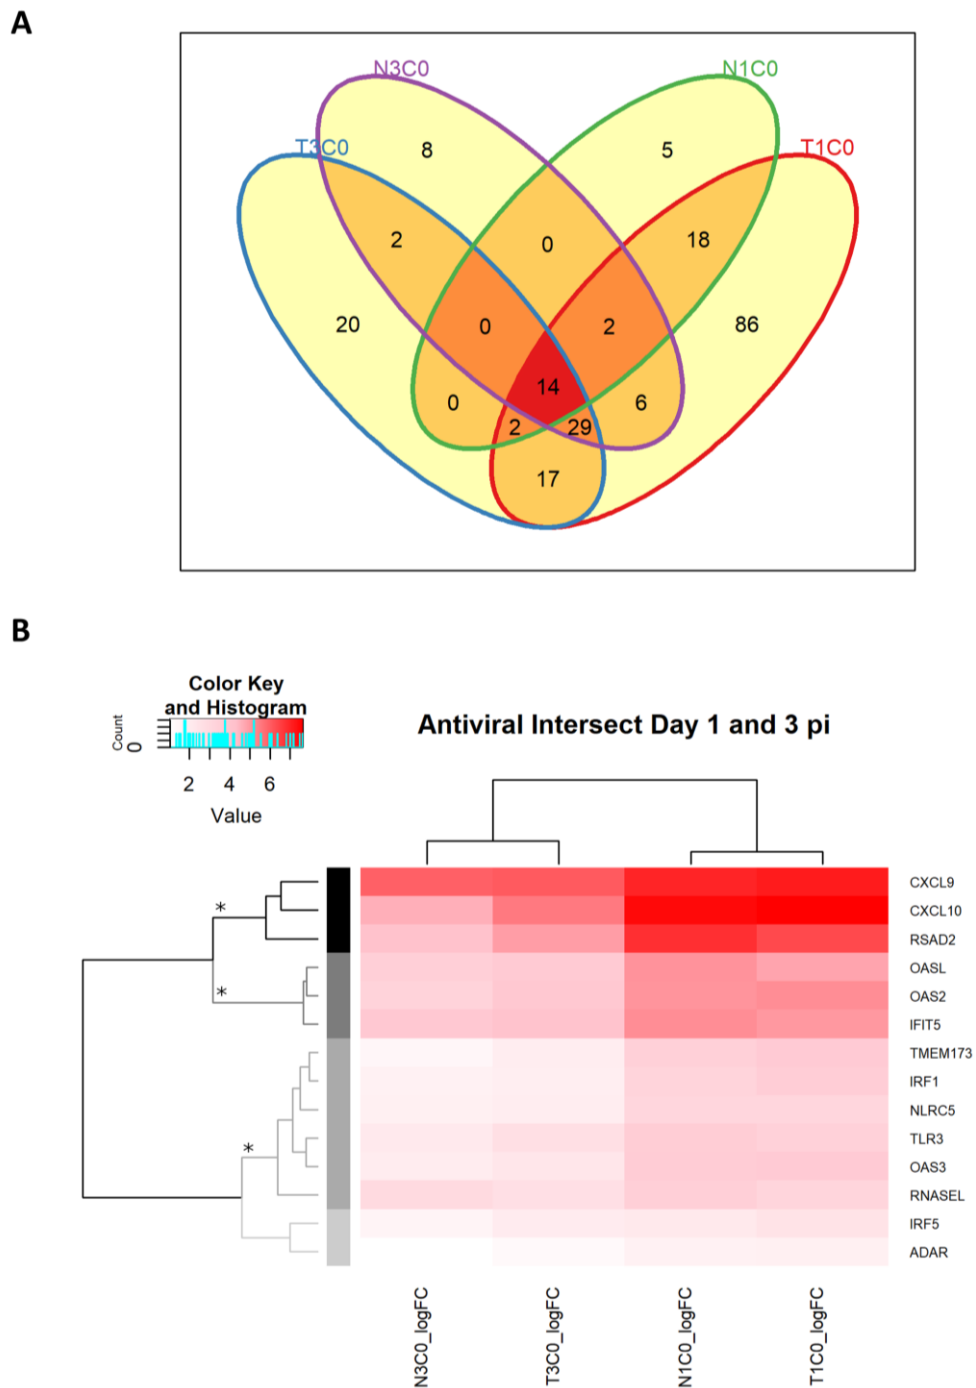 A
N3C0
N1C0
T3C0
T1C0
8
5
2
0
18
20
0
2
86
14
0
6
2
29
17
B
Color Key
and Histogram
Count
0
2 4 6
Value
Antiviral Intersect Day 1 and 3 pi
*
*
*
CXCL9
CXCL10
RSAD2
OASL
OAS2
IFIT5
TMEM173
IRF1
NLRC5
TLR3
OAS3
RNASEL
IRF5
ADAR
N3C0_logFC
T3C0_logFC
N1C0_logFC
T1C0_logFC